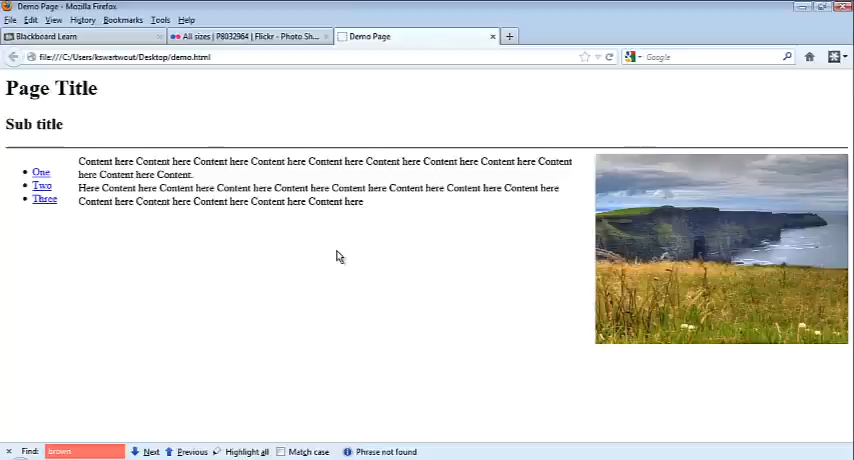 Demo Page - Mozilla Firefox
File Edit View History Bookmarks Tools Help
Blackboard Learn
All sizes | P8032964 | Flickr - Photo Sh...
Demo Page
file:///C:/Users/kswartwout/Desktop/demo.html
Google
Page Title
Sub title
One
Two
Three
Content here Content here Content here Content here Content here Content here Content here Content here Content
here Content here Content.
Here Content here Content here Content here Content here Content here Content here Content here Content here
Content here Content here Content here Content here Content here
Find: brown Next Previous Highlight all Match case Phrase not found